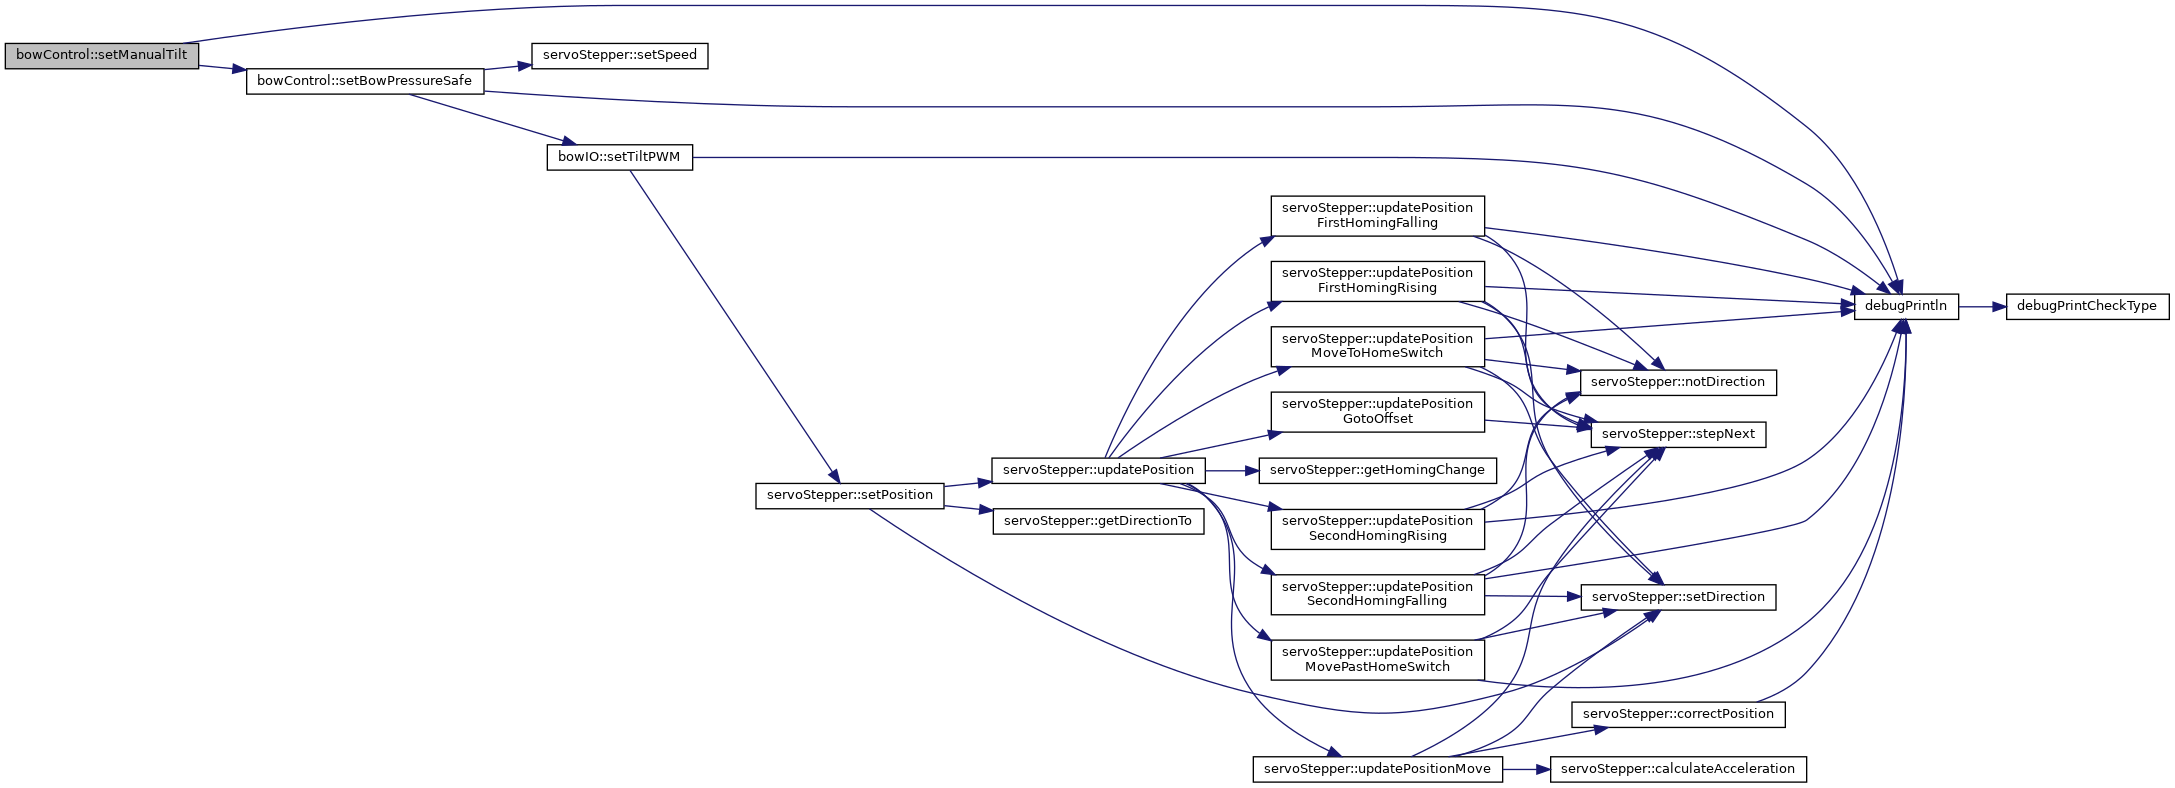 bowControl::setManualTilt
bowControl::setBowPressureSafe
servoStepper::setSpeed
bowIO::setTiltPWM
servoStepper::setPosition
servoStepper::updatePosition
servoStepper::getDirectionTo
servoStepper::updatePosition
FirstHomingFalling
servoStepper::updatePosition
FirstHomingRising
servoStepper::updatePosition
MoveToHomeSwitch
servoStepper::updatePosition
GotoOffset
servoStepper::getHomingChange
servoStepper::updatePosition
SecondHomingRising
servoStepper::updatePosition
SecondHomingFalling
servoStepper::updatePosition
MovePastHomeSwitch
servoStepper::updatePositionMove
servoStepper::notDirection
servoStepper::stepNext
servoStepper::setDirection
servoStepper::correctPosition
servoStepper::calculateAcceleration
debugPrintln
debugPrintCheckType